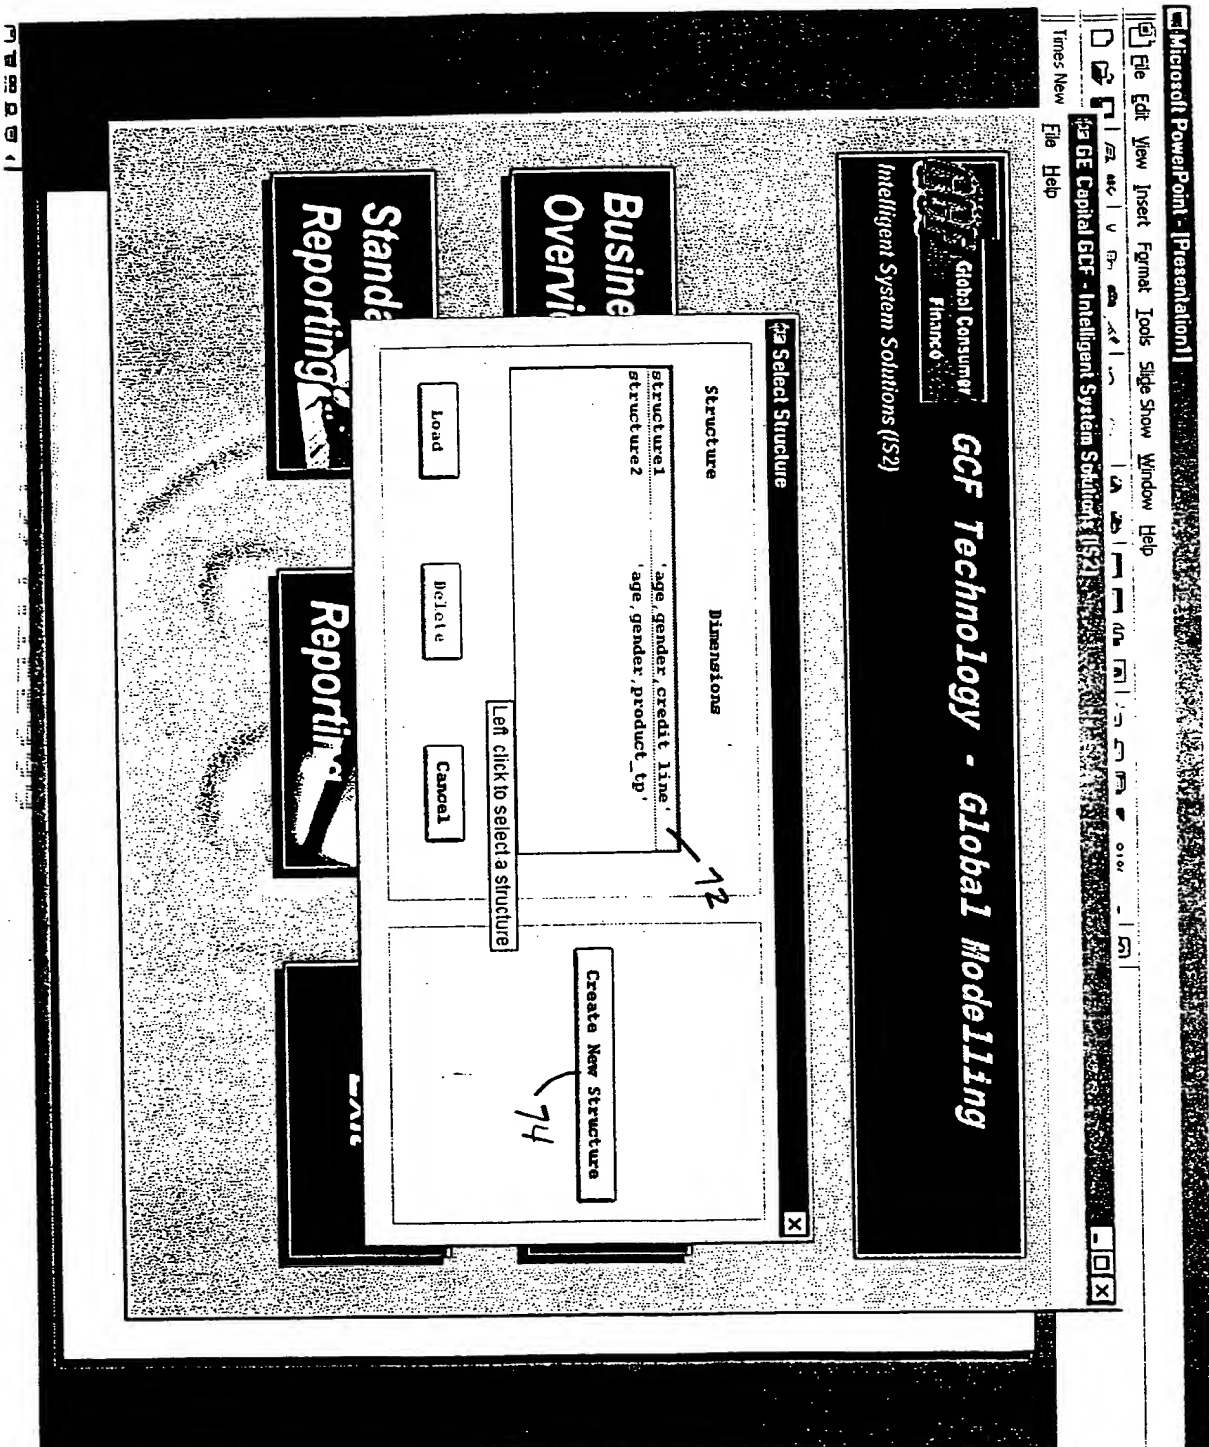 Microsoft PowerPoint - [Presentation1]
File Edit View Insert Format Tools Slide Show Window Help
GE Capital GCF - Intelligent System Solutions (IS2)
Times New
File Help
Global Consumer
Finance
GCF Technology - Global Modelling
Intelligent System Solutions (IS2)
Busine
Overvi
Standa
Reporting
Reporting
Select Structure
Structure Dimensions
structure1 'age,gender,credit line'
structure2 'age,gender,product_tp'
72
Create New Structure
74
Left click to select a structure
Load Delete Cancel